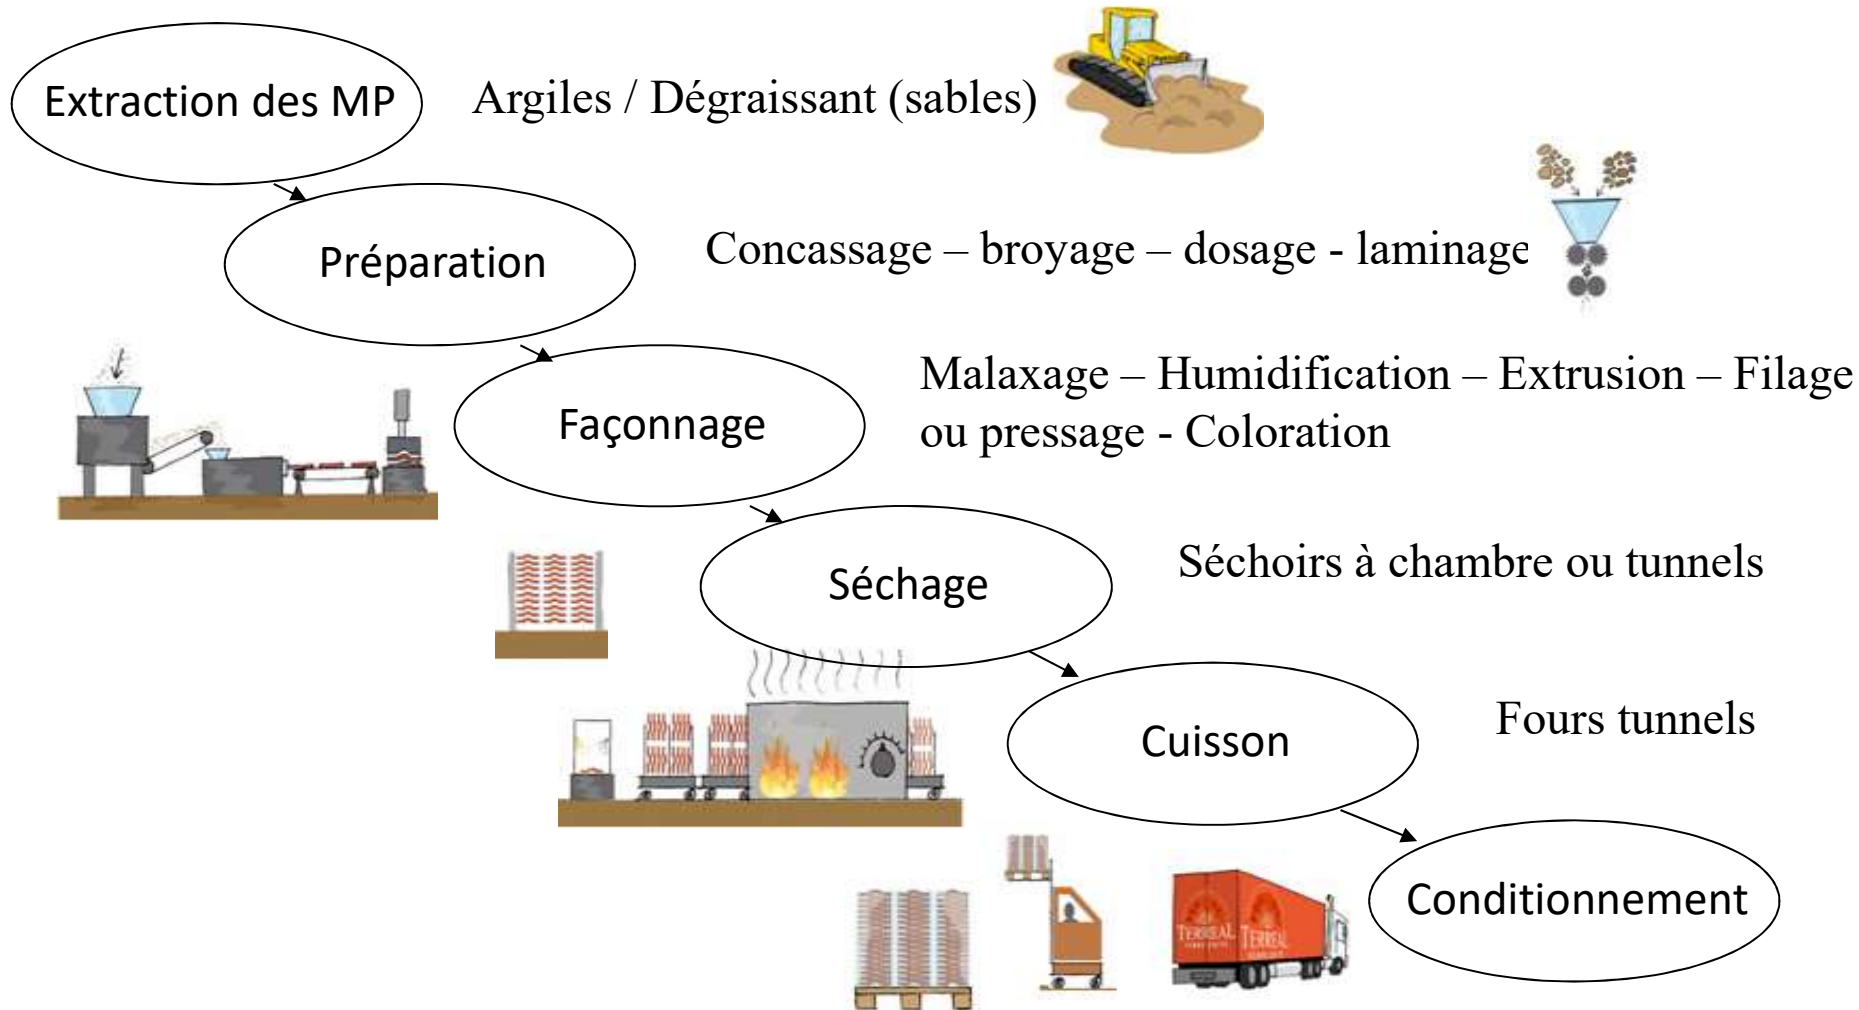 Extraction des MP
Argiles / Dégraissant (sables)
Préparation
Concassage – broyage – dosage - laminage
Façonnage
Malaxage – Humidification – Extrusion – Filage
ou pressage - Coloration
Séchage
Séchoirs à chambre ou tunnels
Cuisson
Fours tunnels
Conditionnement
TERREAL
TERREAL